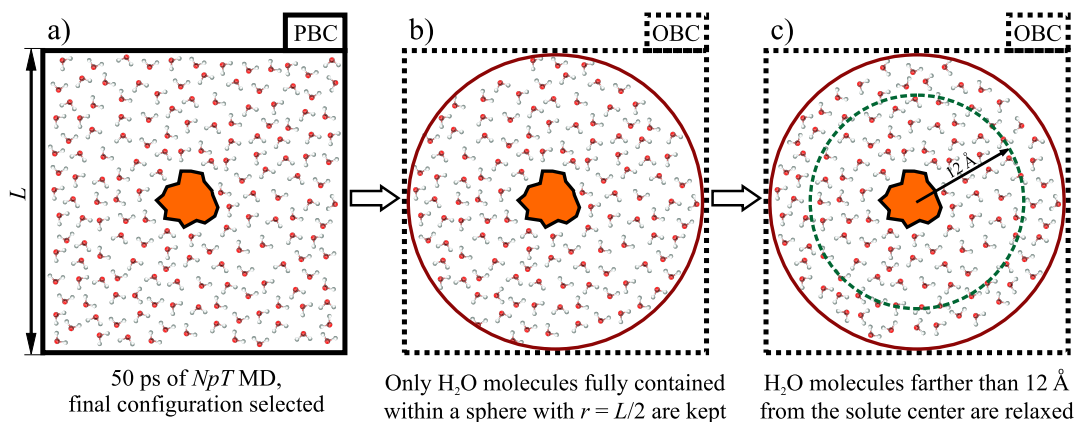 a)
PBC
L
50 ps of NpT MD,
final configuration selected
b)
OBC
Only H₂O molecules fully contained
within a sphere with r = L/2 are kept
c)
OBC
12 Å
H₂O molecules farther than 12 Å
from the solute center are relaxed